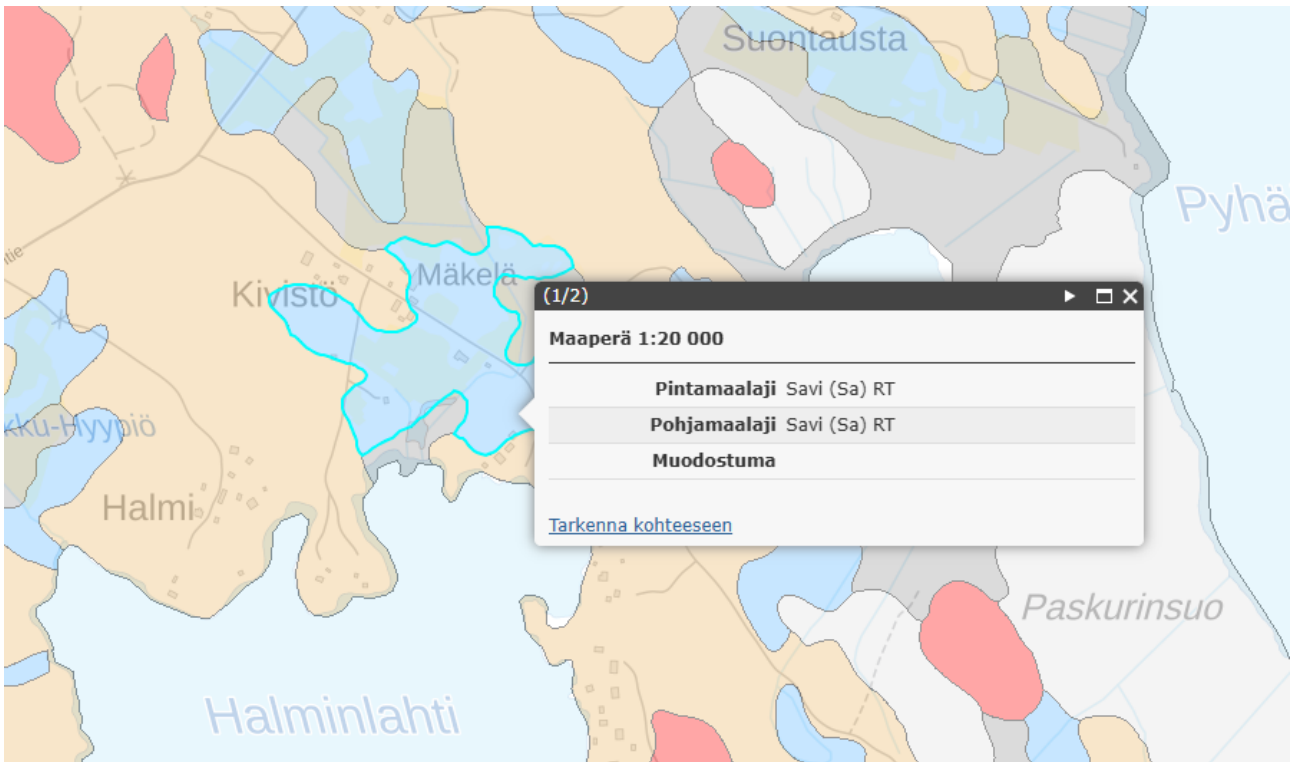 Suontausta
Pyhä
tie
Kivistö
Mäkelä
(1/2)
Maaperä 1:20 000
Pintamaalaji Savi (Sa) RT
Pohjamaalaji Savi (Sa) RT
Muodostuma
Tarkenna kohteeseen
kku-Hyypiö
Halmi
Paskurinsuo
Halminlahti